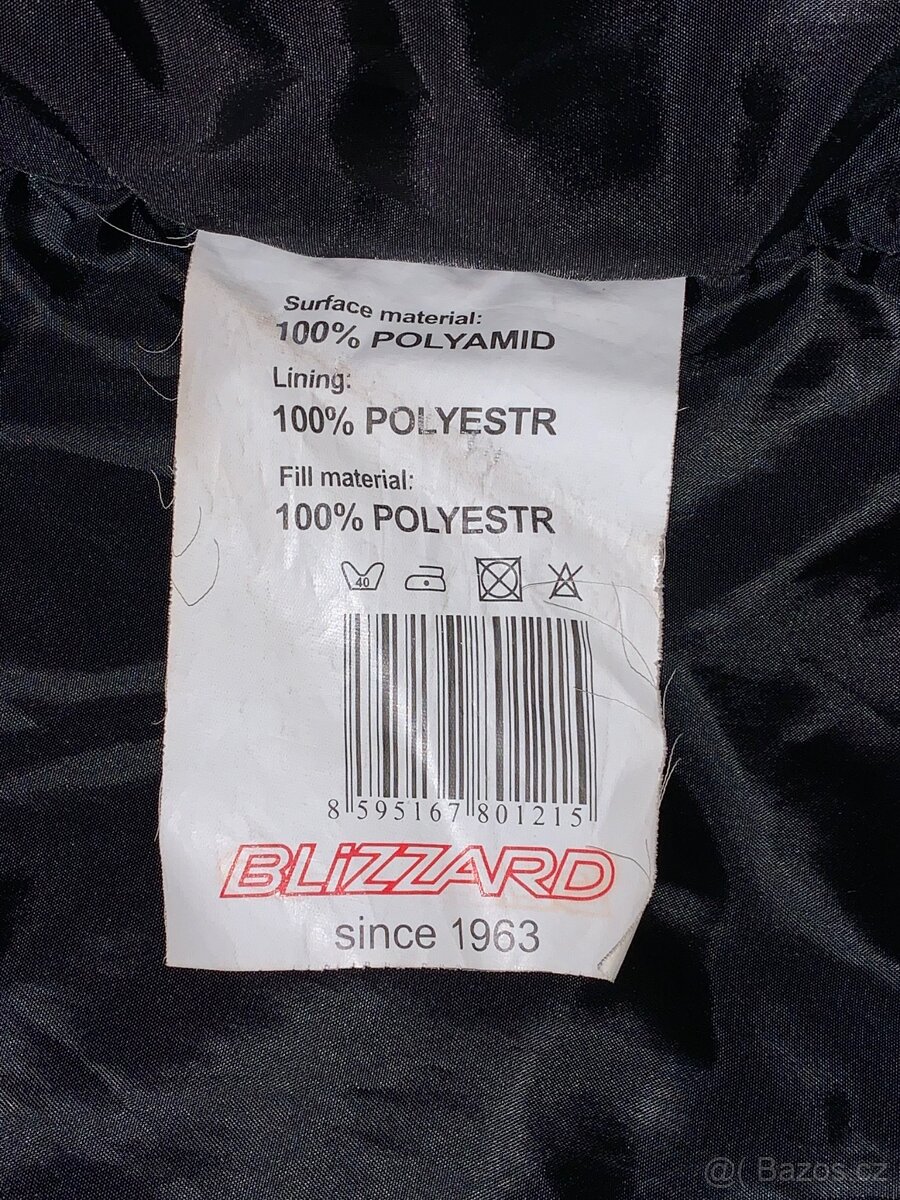 Surface material:
100% POLYAMID
Lining:
100% POLYESTR
Fill material:
100% POLYESTR
40
8 595167 801215
BLiZZARD
since 1963
@( Bazos.cz